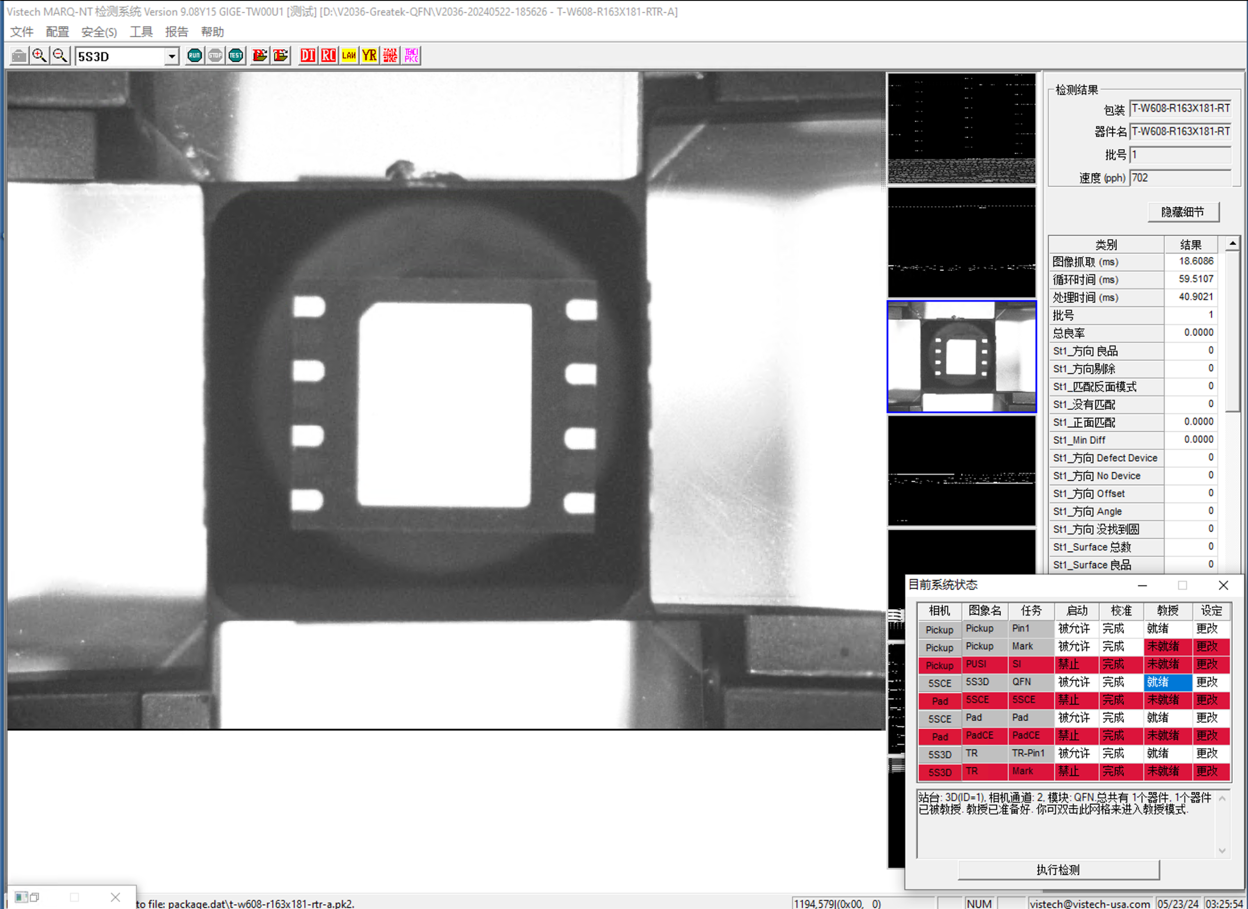 Vistech MARQ-NT 检测系统 Version 9.08Y15 GIGE-TW00U1 [测试] [D:\V2036-Greatek-QFN\V2036-20240522-185626 - T-W608-R163X181-RTR-A]
文件 配置 安全(S) 工具 报告 帮助
5S3D RUN STOP TEST DI RC LAW YR
检测结果
包装 T-W608-R163X181-RT
器件名 T-W608-R163X181-RT
批号 1
速度 (pph) 702
隐藏细节
类别 结果
图像抓取 (ms) 18.6086
循环时间 (ms) 59.5107
处理时间 (ms) 40.9021
批号 1
总良率 0.0000
St1_方向 良品 0
St1_方向剔除 0
St1_匹配反面模式 0
St1_没有匹配 0
St1_正面匹配 0.0000
St1_Min Diff 0.0000
St1_方向 Defect Device 0
St1_方向 No Device 0
St1_方向 Offset 0
St1_方向 Angle 0
St1_方向 没找到圆 0
St1_Surface 总数 0
St1_Surface 良品 0
目前系统状态
相机 图象名 任务 启动 校准 教授 设定
Pickup Pickup Pin1 被允许 完成 就绪 更改
Pickup Pickup Mark 被允许 完成 未就绪 更改
Pickup PUSI SI 禁止 完成 未就绪 更改
5SCE 5S3D QFN 被允许 完成 就绪 更改
Pad 5SCE 5SCE 禁止 完成 未就绪 更改
5SCE Pad Pad 被允许 完成 就绪 更改
Pad PadCE PadCE 禁止 完成 未就绪 更改
5S3D TR TR-Pin1 被允许 完成 就绪 更改
5S3D TR Mark 禁止 完成 未就绪 更改
站台: 3D(ID=1), 相机通道: 2, 模块: QFN.总共有 1个器件, 1个器件
已被教授. 教授已准备好. 你可双击此网格来进入教授模式.
执行检测
to file: package.dat\t-w608-r163x181-rtr-a.pk2.
1194,579|(0x00, 0) NUM vistech@vistech-usa.com 05/23/24 03:25:54